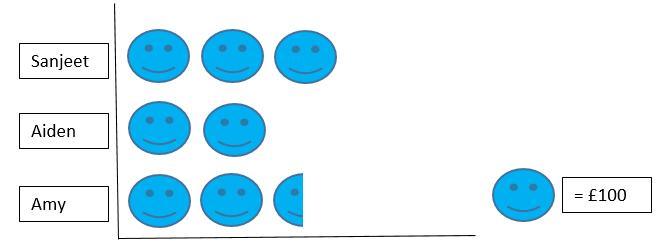 Sanjeet
Aiden
Amy
= £100